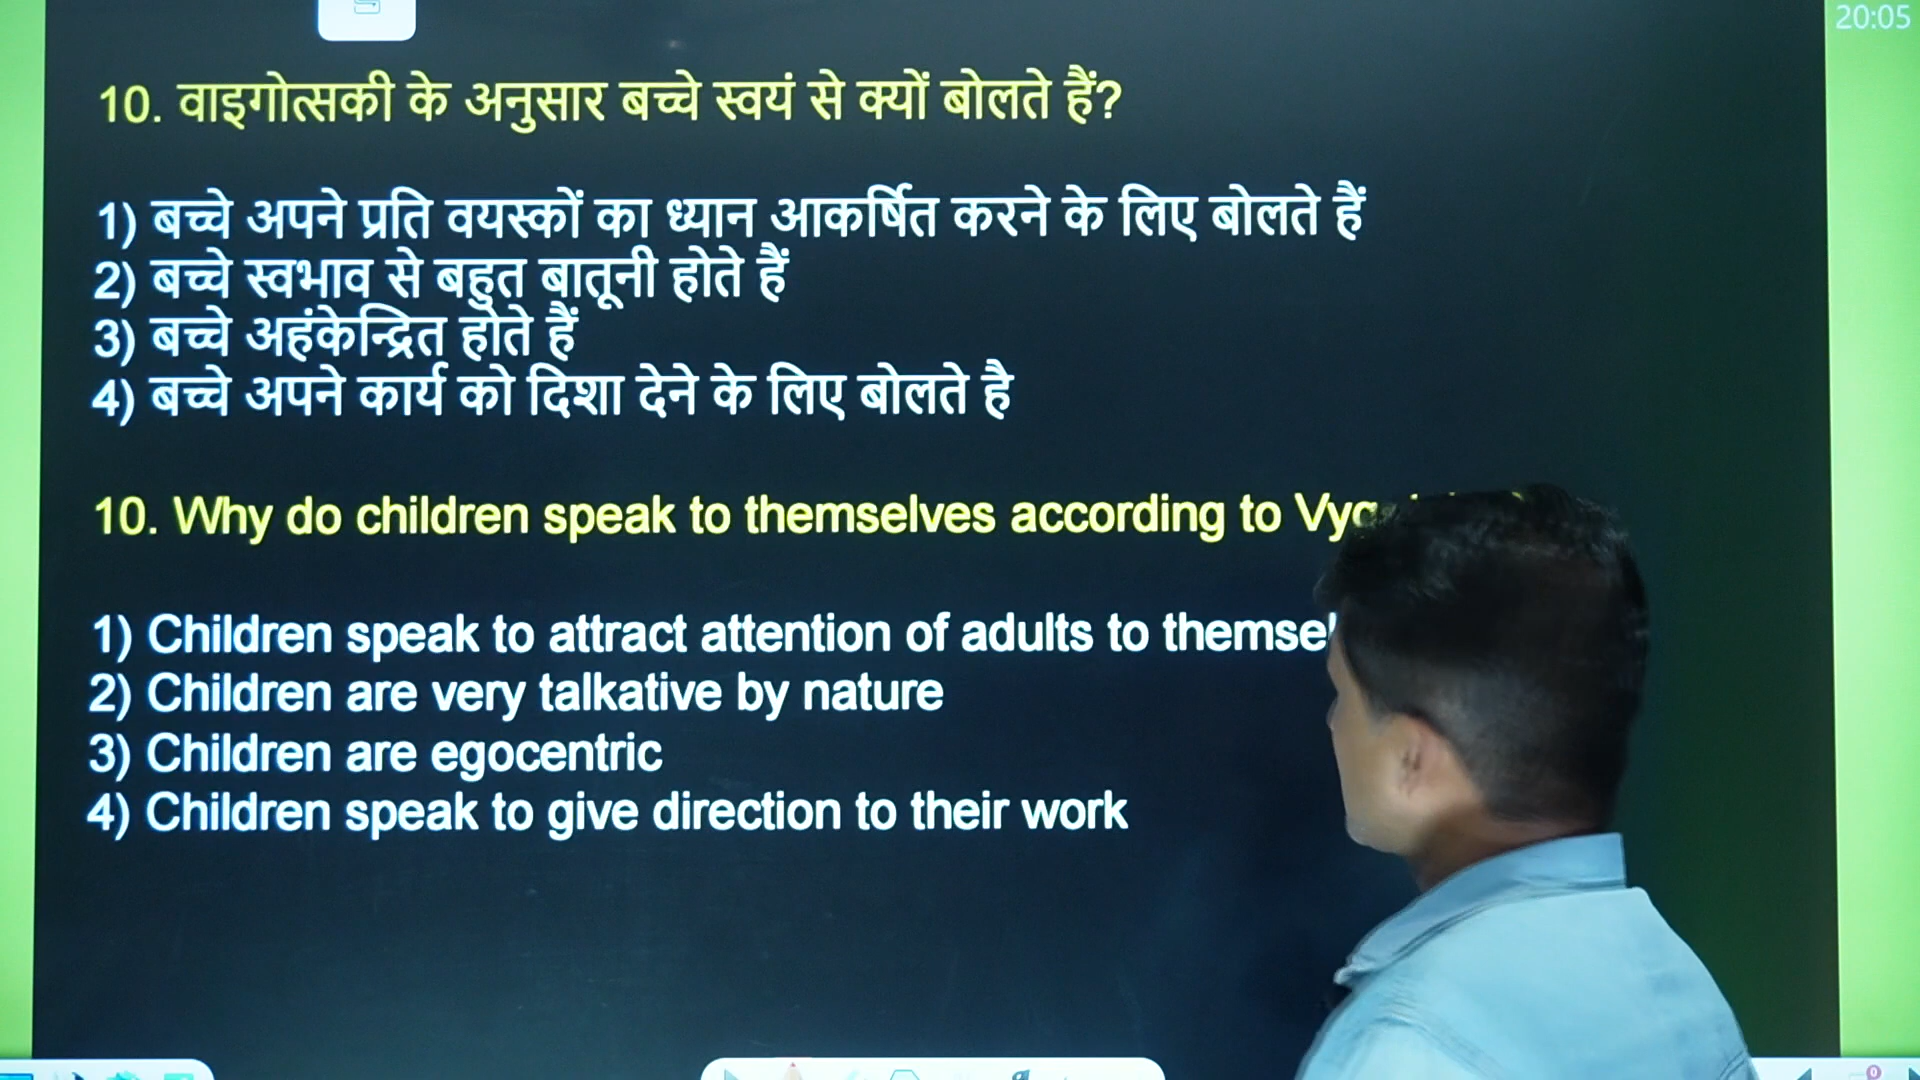 20:05
10. वाइगोत्सकी के अनुसार बच्चे स्वयं से क्यों बोलते हैं?
1) बच्चे अपने प्रति वयस्कों का ध्यान आकर्षित करने के लिए बोलते हैं
2) बच्चे स्वभाव से बहुत बातूनी होते हैं
3) बच्चे अहंकेन्द्रित होते हैं
4) बच्चे अपने कार्य को दिशा देने के लिए बोलते है
10. Why do children speak to themselves according to
1) Children speak to attract attention of adults to
2) Children are very talkative by nature
3) Children are egocentric
4) Children speak to give direction to their work
0